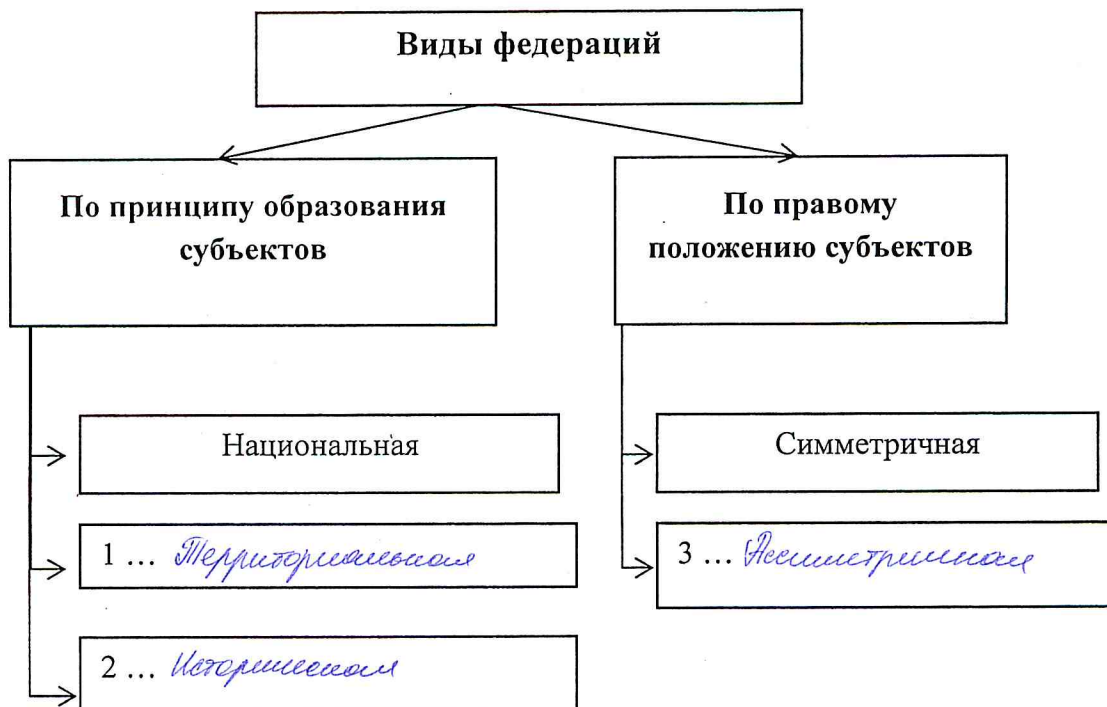 Виды федераций
По принципу образования
субъектов
По правому
положению субъектов
Национальная
Симметричная
1 ... Территориальная
3 ... Ассиметричная
2 ... Историческая